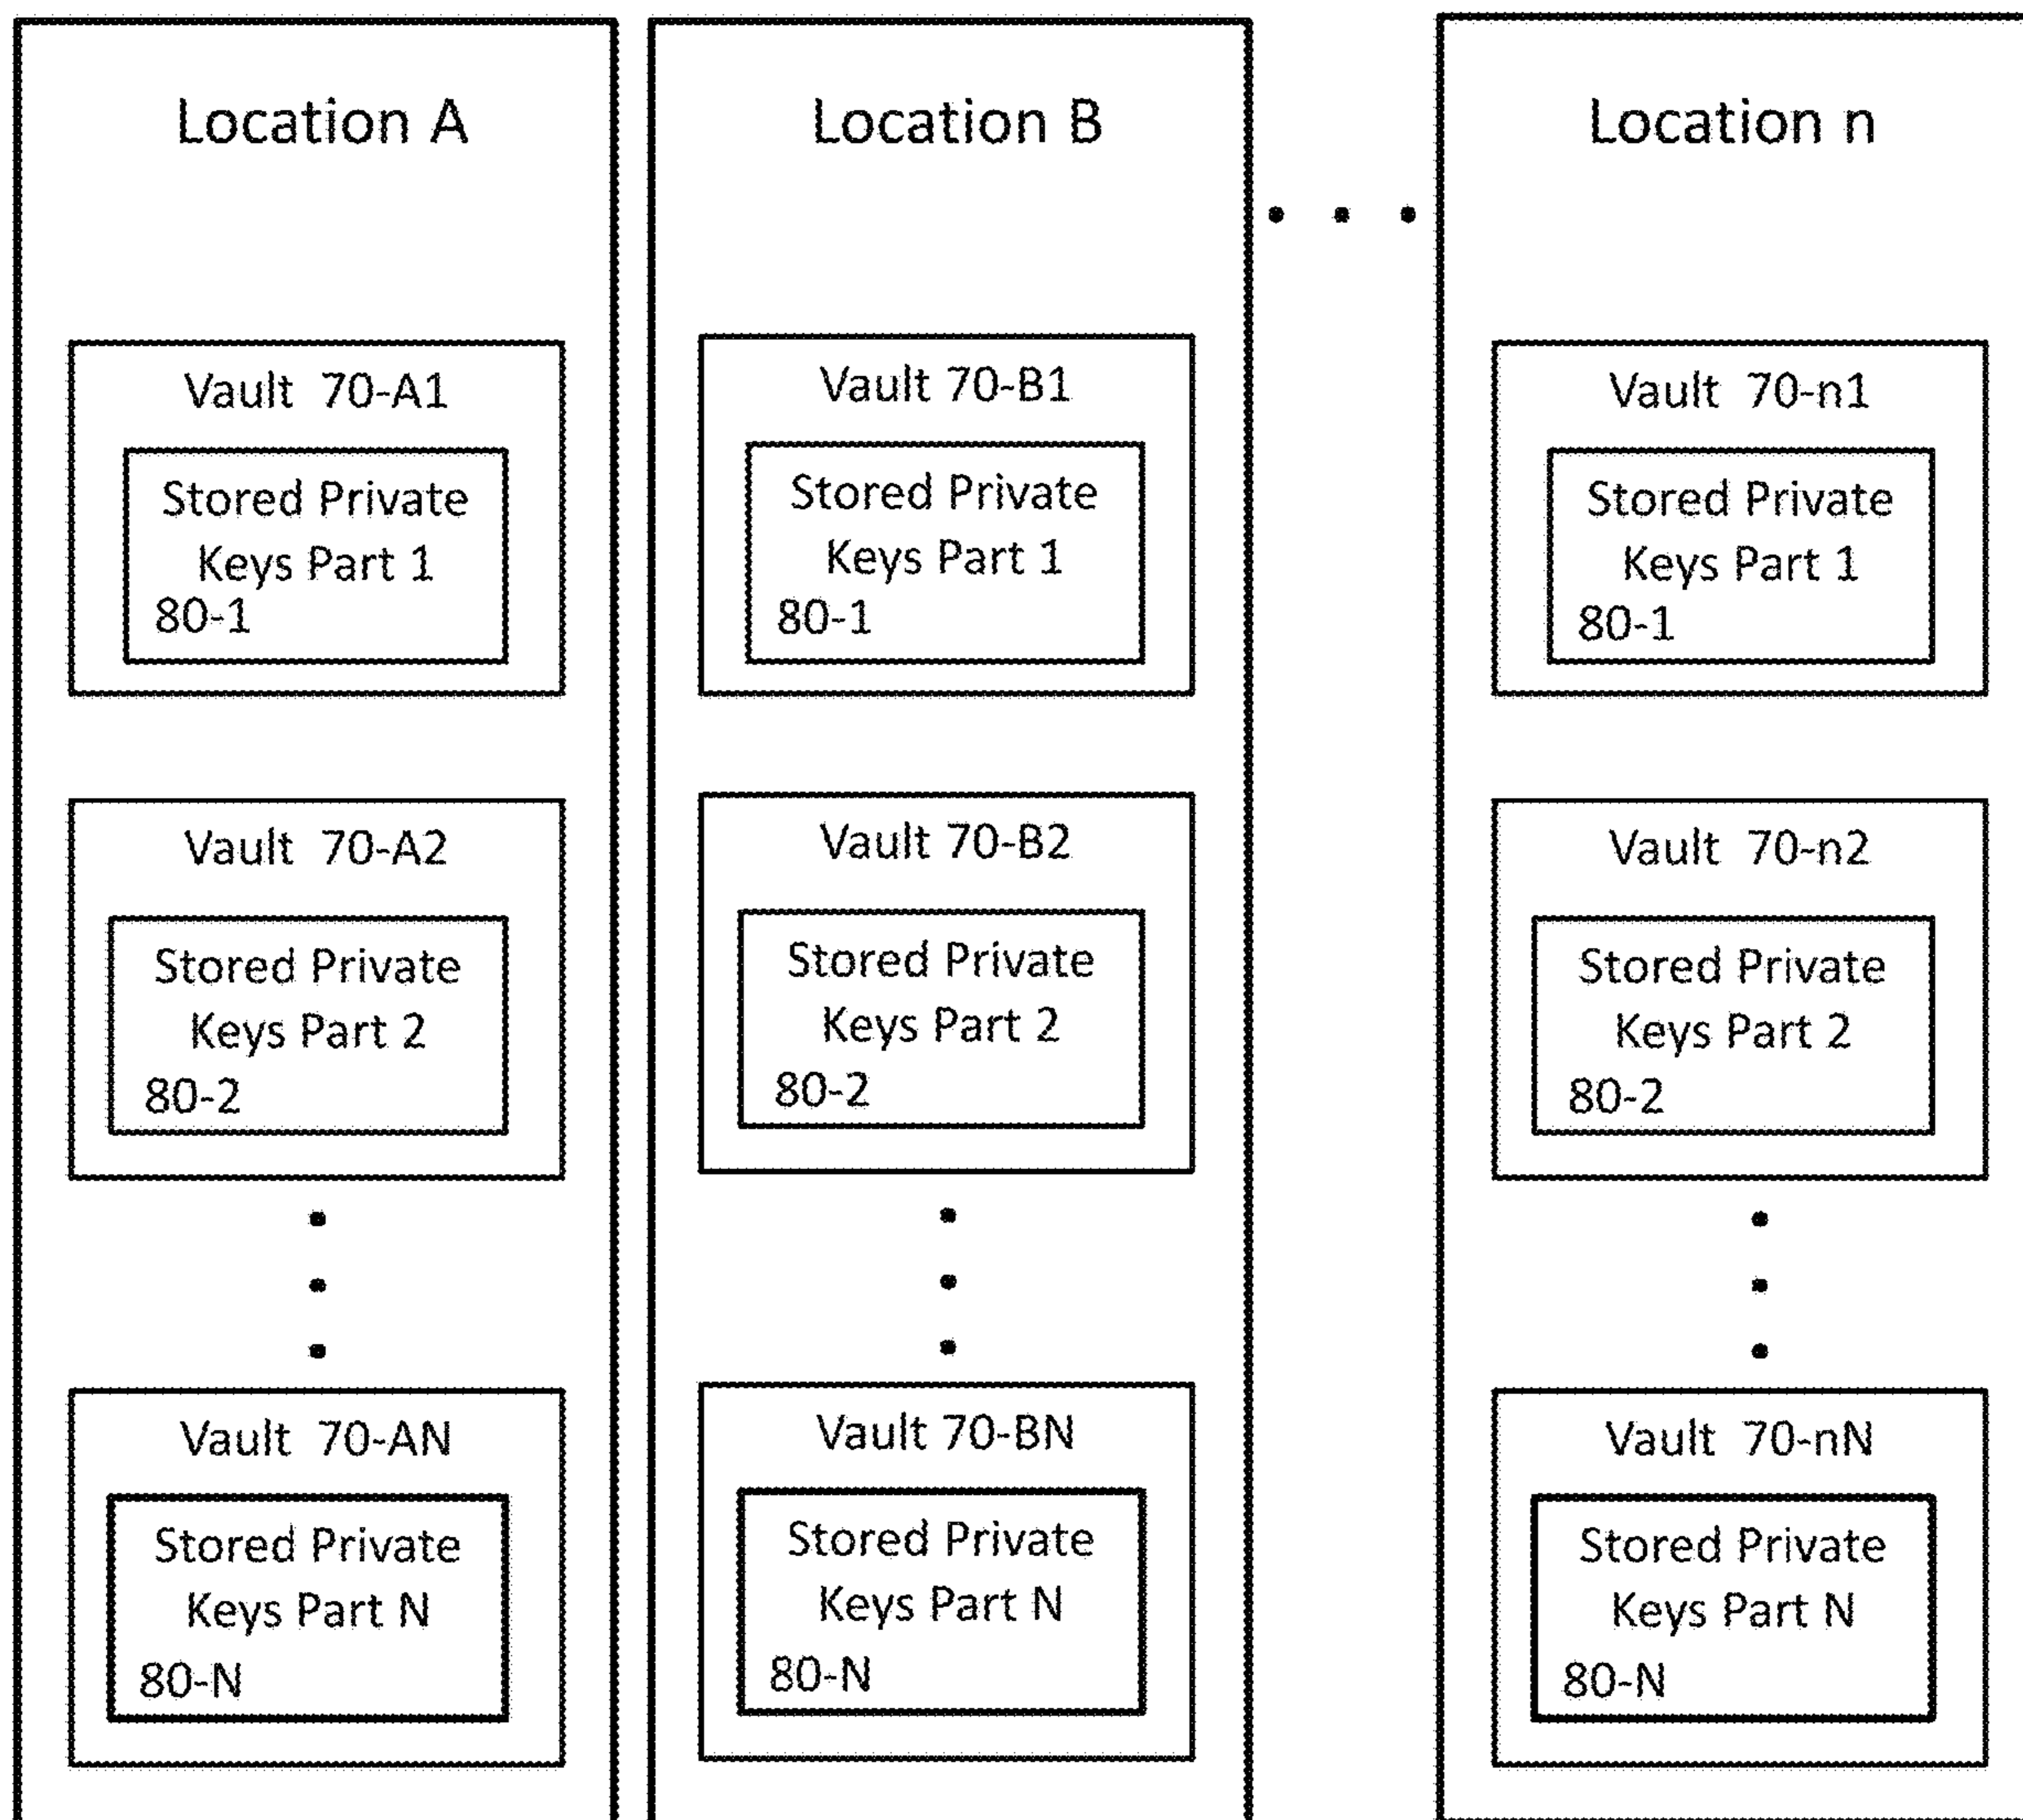 Location A
Vault 70-A1
Stored Private
Keys Part 1
80-1
Vault 70-A2
Stored Private
Keys Part 2
80-2
Vault 70-AN
Stored Private
Keys Part N
80-N
Location B
Vault 70-B1
Stored Private
Keys Part 1
80-1
Vault 70-B2
Stored Private
Keys Part 2
80-2
Vault 70-BN
Stored Private
Keys Part N
80-N
Location n
Vault 70-n1
Stored Private
Keys Part 1
80-1
Vault 70-n2
Stored Private
Keys Part 2
80-2
Vault 70-nN
Stored Private
Keys Part N
80-N